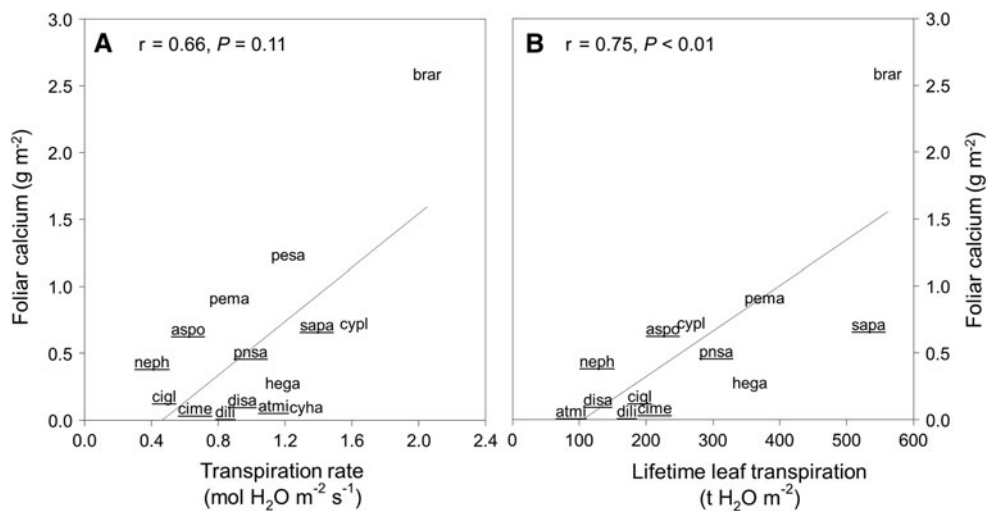 A r = 0.66, P = 0.11
3.0
2.5
2.0
1.5
1.0
0.5
0.0
Foliar calcium (g m⁻²)
brar
pesa
pema
aspo
sapa
cypl
neph
pnsa
hega
cigl
cime
dili
disa
atmi
cyha
0.0 0.4 0.8 1.2 1.6 2.0 2.4
Transpiration rate
(mol H₂O m⁻² s⁻¹)
B r = 0.75, P < 0.01
brar
pema
aspo
cypl
sapa
neph
pnsa
hega
disa
cigl
atmi
dili
cime
3.0
2.5
2.0
1.5
1.0
0.5
0.0
Foliar calcium (g m⁻²)
0 100 200 300 400 500 600
Lifetime leaf transpiration
(t H₂O m⁻²)